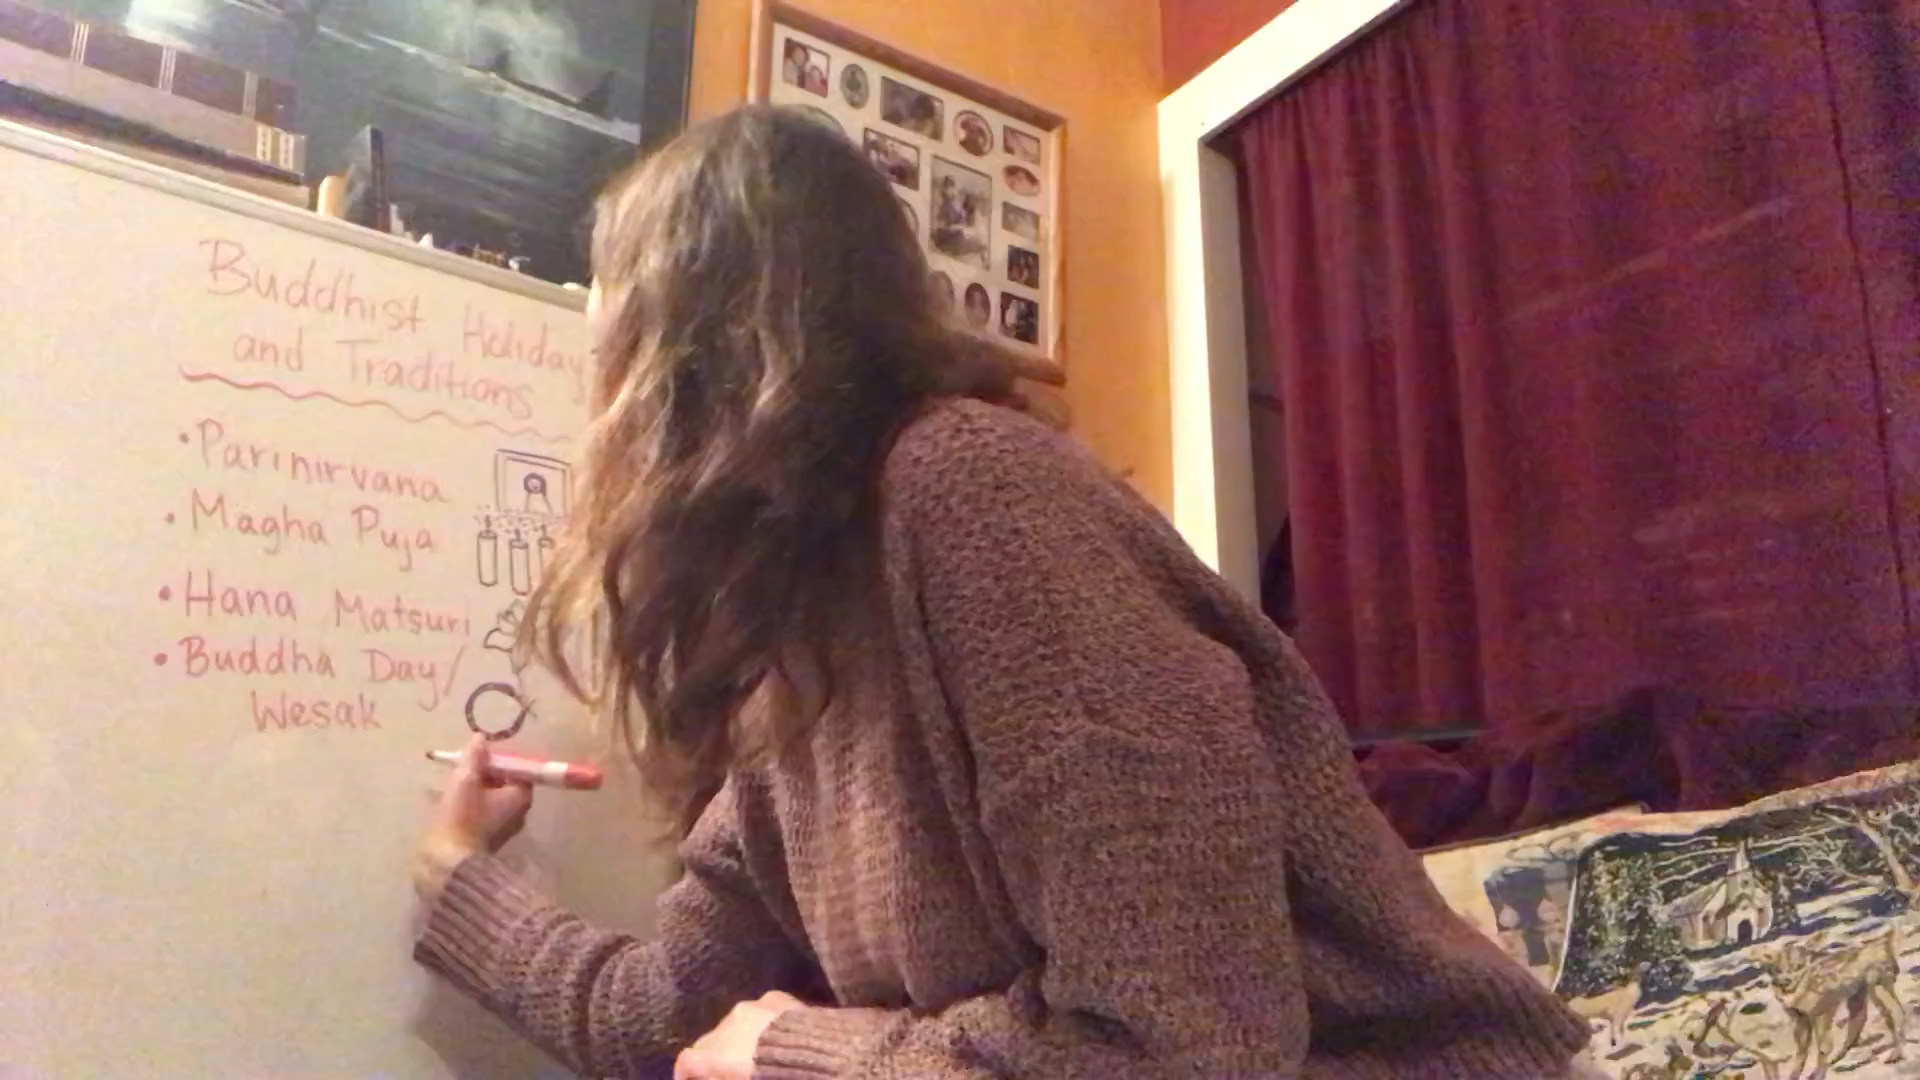 Buddhist Holiday
and Traditions
• Parinirvana
• Magha Puja
• Hana Matsuri
• Buddha Day/
Wesak